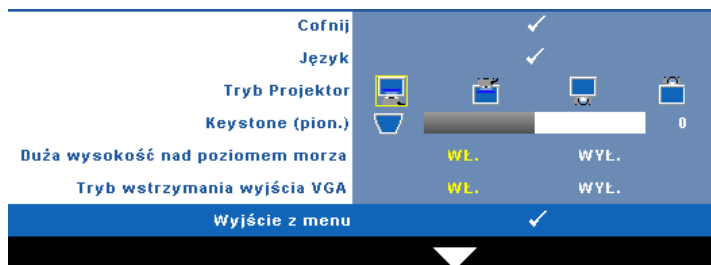 Cofnij
Język
Tryb Projektor
Keystone (pion.) 0
Duża wysokość nad poziomem morza WŁ. WYŁ.
Tryb wstrzymania wyjścia VGA WŁ. WYŁ.
Wyjście z menu